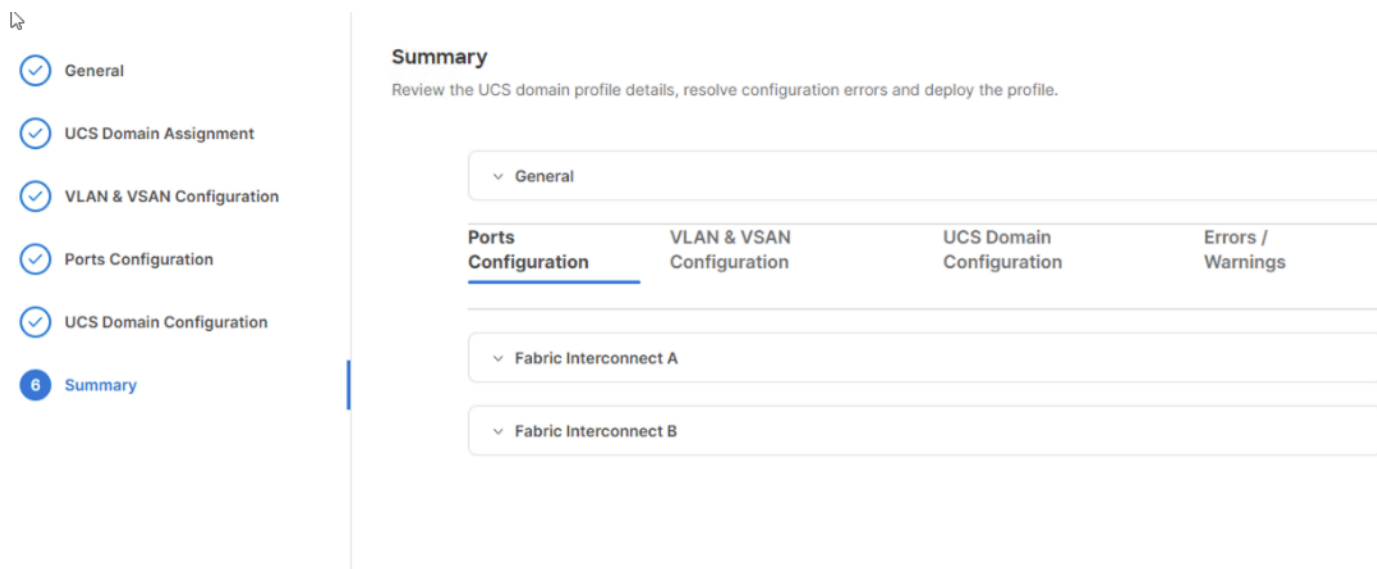 General
UCS Domain Assignment
VLAN & VSAN Configuration
Ports Configuration
UCS Domain Configuration
6 Summary
Summary
Review the UCS domain profile details, resolve configuration errors and deploy the profile.
General
Ports
Configuration
VLAN & VSAN
Configuration
UCS Domain
Configuration
Errors /
Warnings
Fabric Interconnect A
Fabric Interconnect B